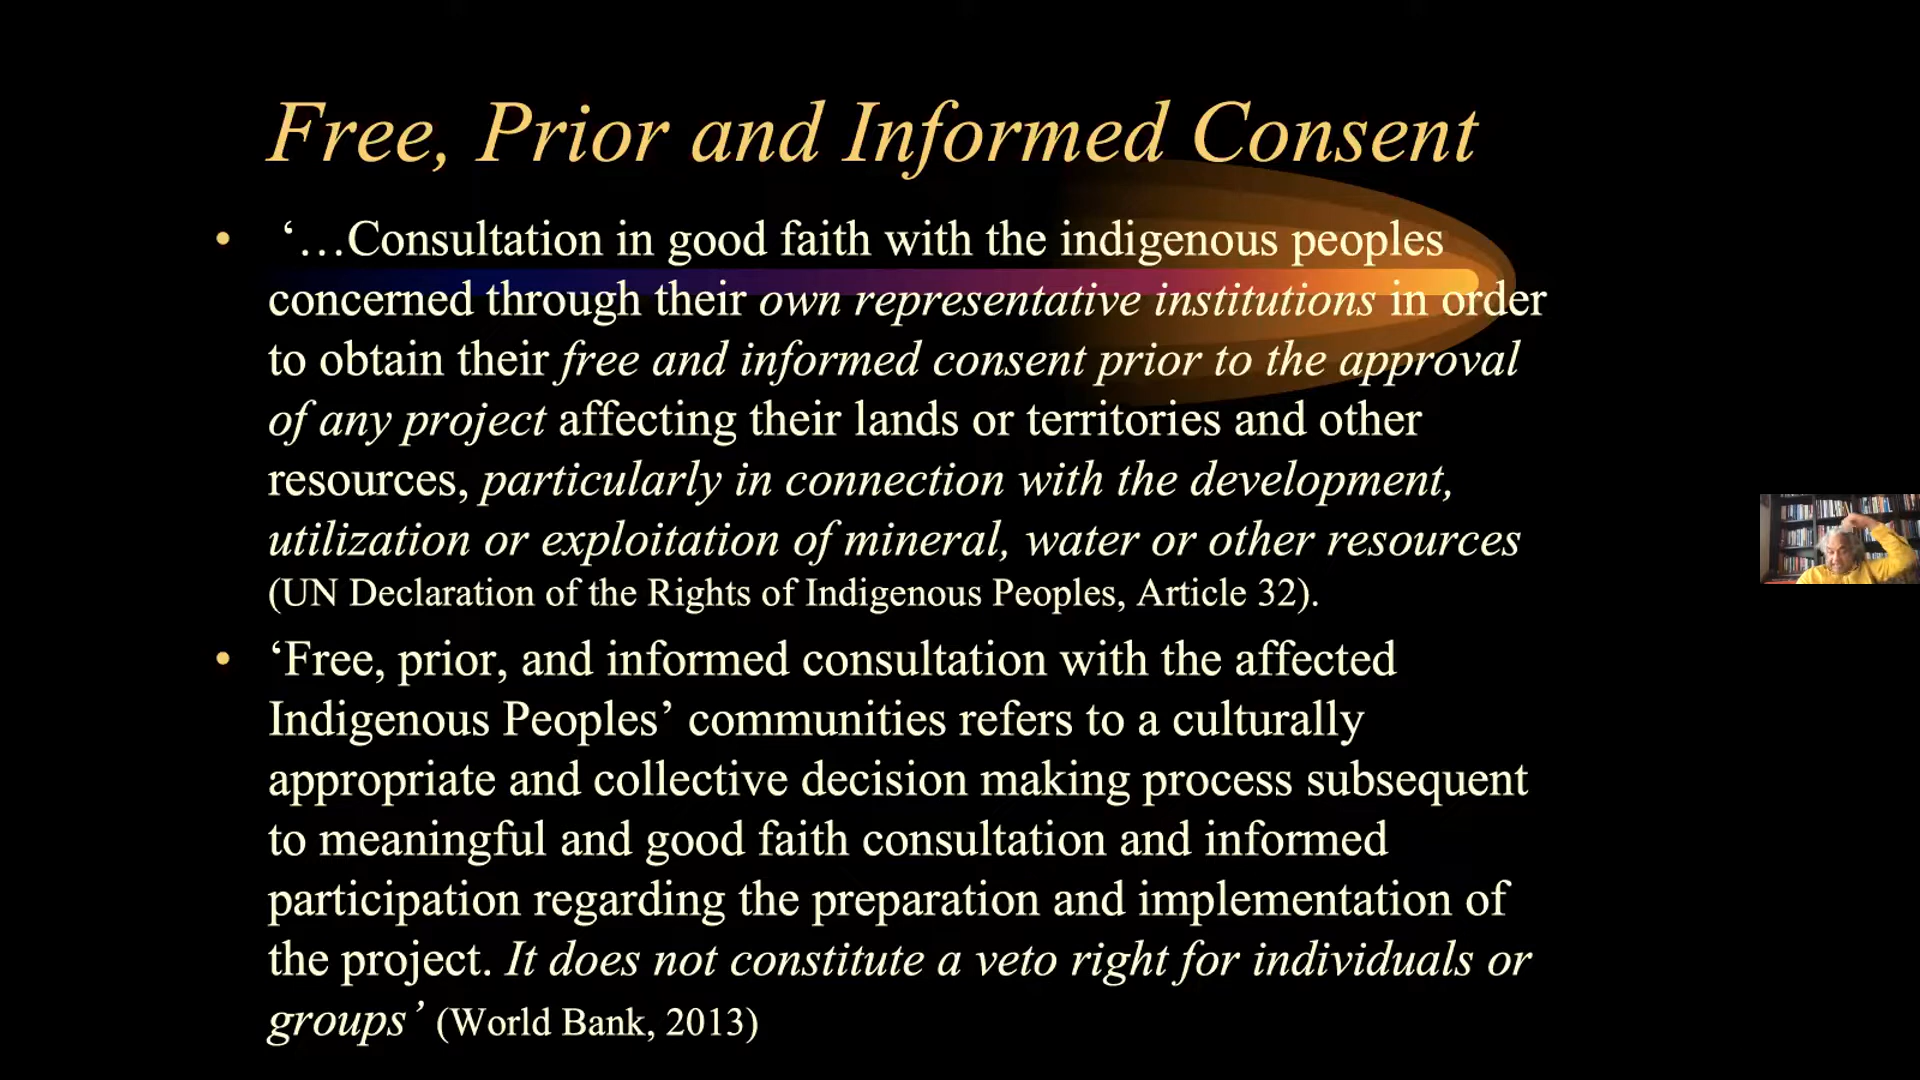 Free, Prior and Informed Consent
• ‘…Consultation in good faith with the indigenous peoples
concerned through their own representative institutions in order
to obtain their free and informed consent prior to the approval
of any project affecting their lands or territories and other
resources, particularly in connection with the development,
utilization or exploitation of mineral, water or other resources
(UN Declaration of the Rights of Indigenous Peoples, Article 32).
• ‘Free, prior, and informed consultation with the affected
Indigenous Peoples’ communities refers to a culturally
appropriate and collective decision making process subsequent
to meaningful and good faith consultation and informed
participation regarding the preparation and implementation of
the project. It does not constitute a veto right for individuals or
groups’ (World Bank, 2013)